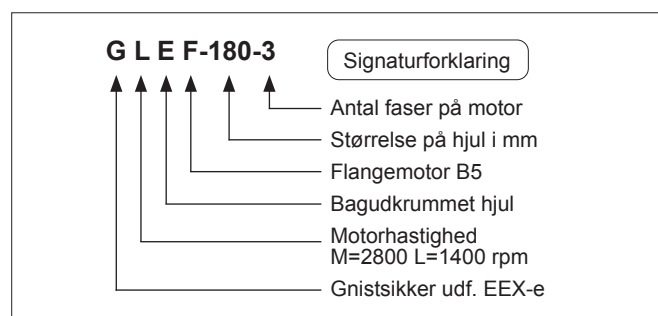 G L E F-180-3
Signaturforklaring
Antal faser på motor
Størrelse på hjul i mm
Flangemotor B5
Bagudkrummet hjul
Motorhastighed
M=2800 L=1400 rpm
Gnistsikker udf. EEX-e